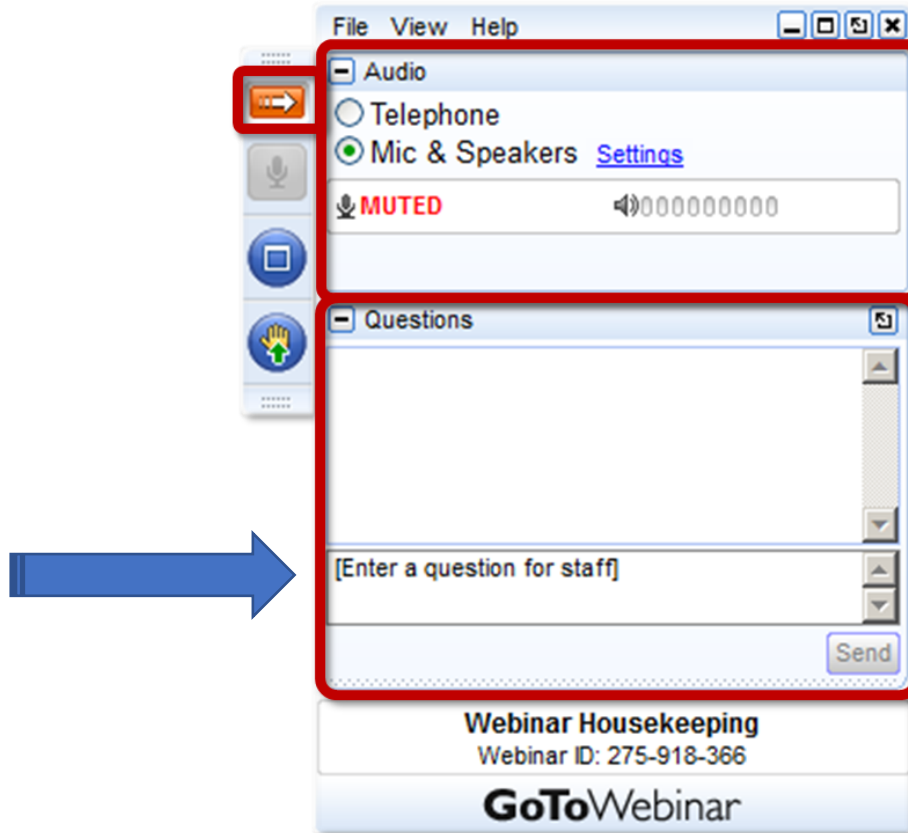 File View Help
Audio
Telephone
Mic & Speakers Settings
MUTED 000000000
Questions
[Enter a question for staff]
Send
Webinar Housekeeping
Webinar ID: 275-918-366
GoToWebinar